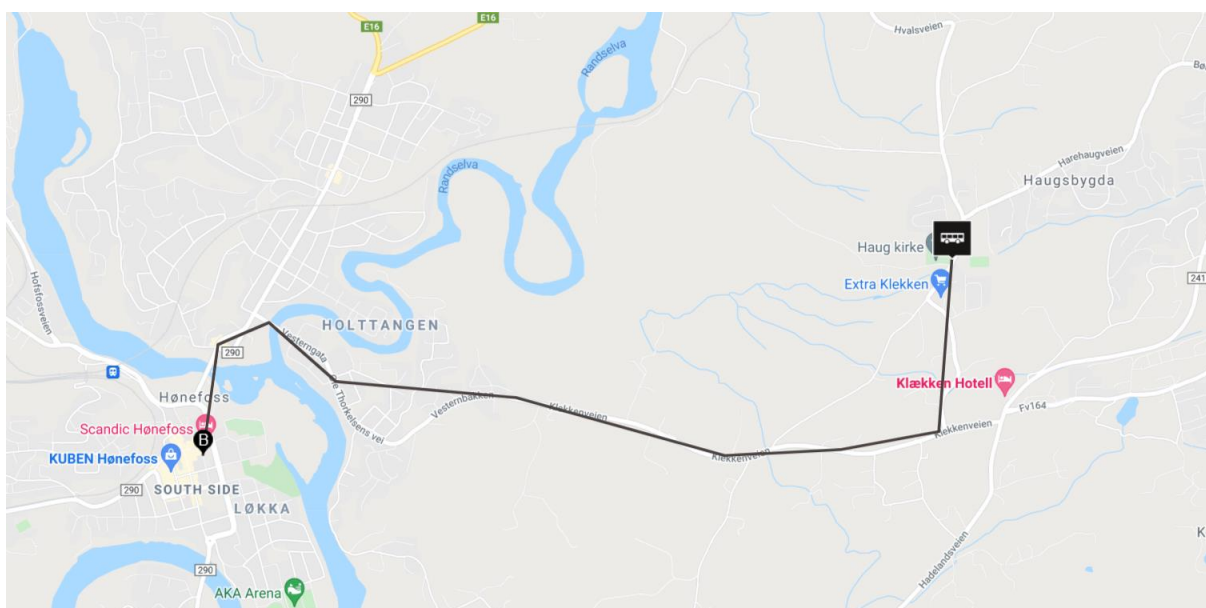 E16
E16
Hvalsveien
Randselva
Randselva
290
Harehaugveien
Haugsbygda
Randselva
Haug kirke
Extra Klekken
241
Hofsfossveien
HOLTTANGEN
Vesterngata
290
Ole Thorkelsens vei
Klækken Hotell
Fv164
Hønefoss
Vesternbakken
Klekkenveien
Klekkenveien
Klekkenveien
Scandic Hønefoss
B
KUBEN Hønefoss
290
SOUTH SIDE
LØKKA
K
290
Hadelandsveien
AKA Arena